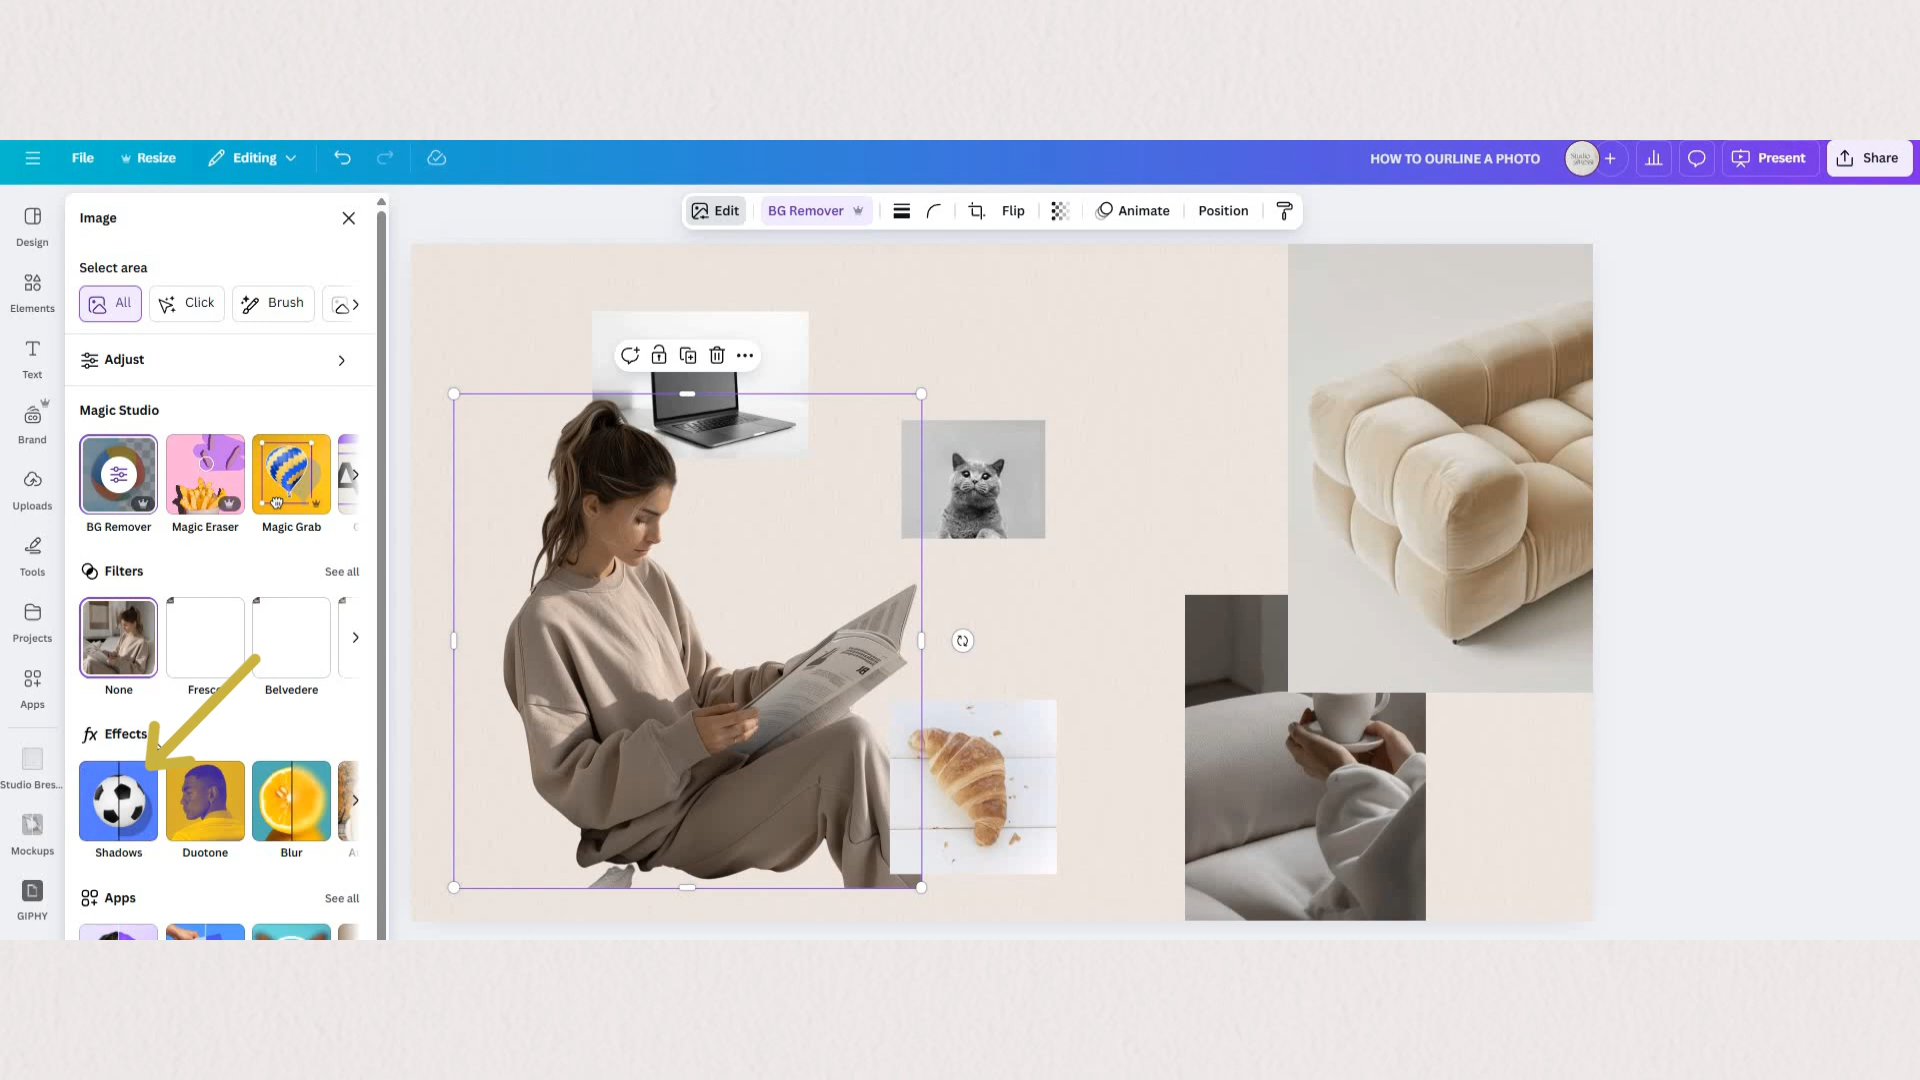 File
Resize
Editing
HOW TO OURLINE A PHOTO
Present
Share
Design
Elements
Text
Brand
Uploads
Tools
Projects
Apps
Studio Bres...
Mockups
GIPHY
Image
Select area
All
Click
Brush
Adjust
Magic Studio
BG Remover
Magic Eraser
Magic Grab
Filters
See all
None
Fresco
Belvedere
fx Effects
Shadows
Duotone
Blur
Apps
See all
Edit
BG Remover
Flip
Animate
Position